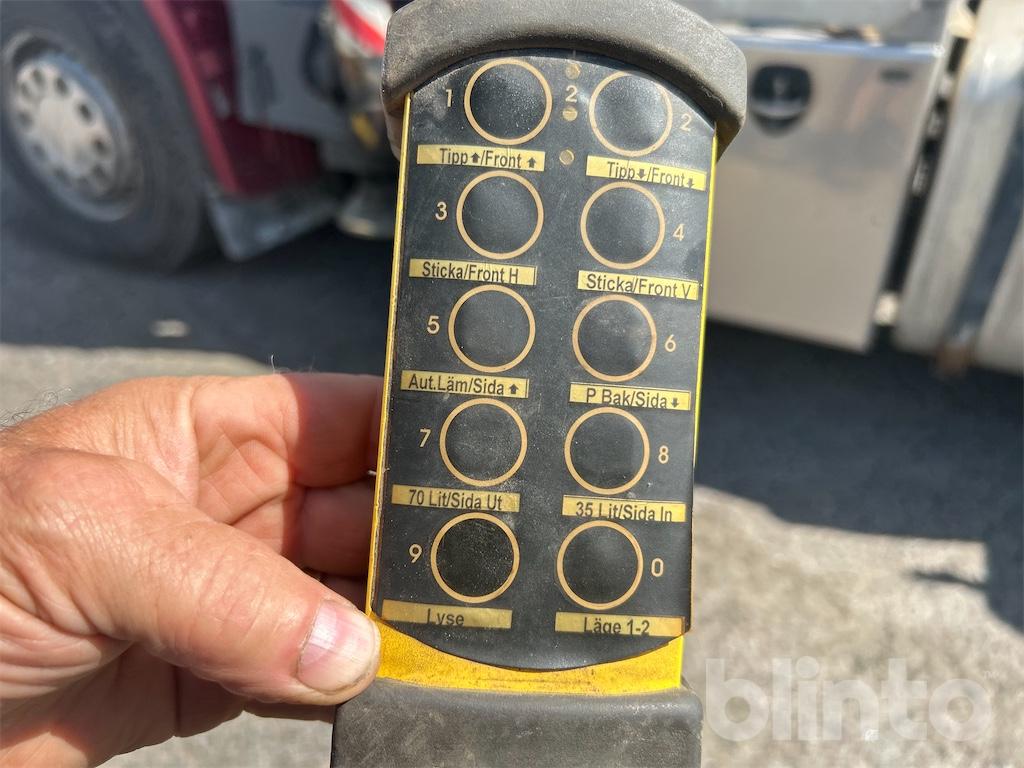 1 2 2
Tipp⬆/Front ⬆ Tipp⬇/Front⬇
3 4
Sticka/Front H Sticka/Front V
5 6
Aut.Läm/Sida ⬆ P Bak/Sida ⬇
7 8
70 Lit/Sida Ut 35 Lit/Sida In
9 0
Lyse Läge 1-2
blinto™